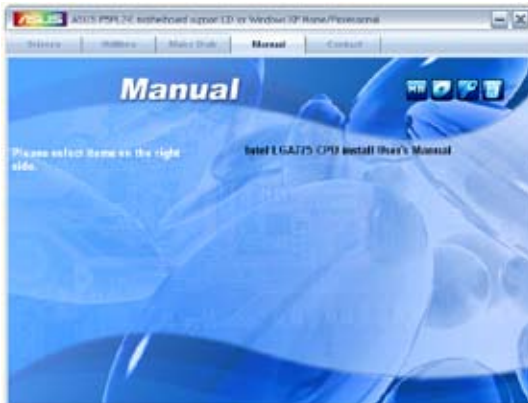 ASUS ASUS P5PL2-E motherboard support CD for Windows XP Home/Professional
Drivers Utilities Make Disk Manual Contact
Manual
Please select items on the right
side.
Intel LGA775 CPU install User's Manual